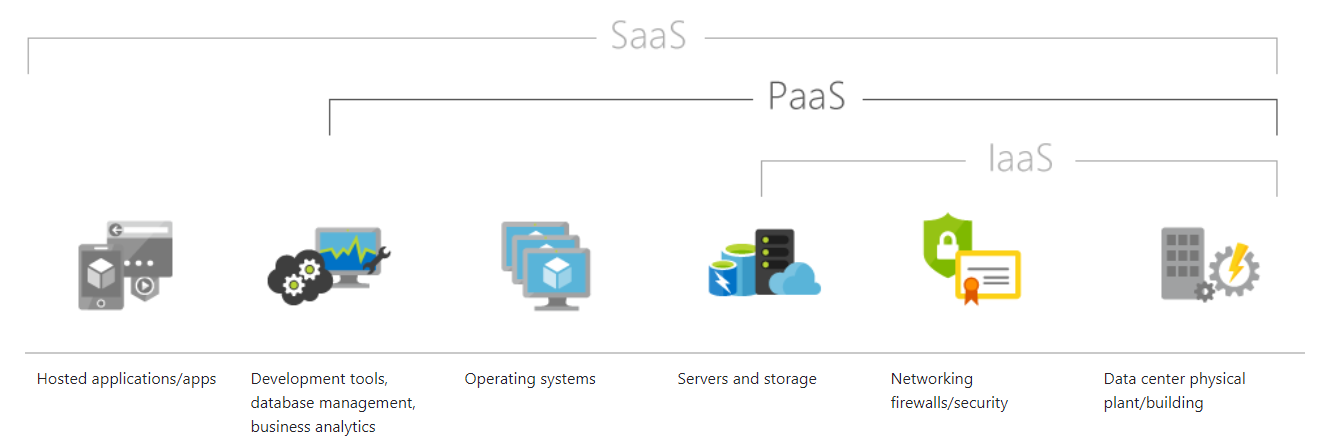 SaaS
PaaS
IaaS
Hosted applications/apps
Development tools,
database management,
business analytics
Operating systems
Servers and storage
Networking
firewalls/security
Data center physical
plant/building